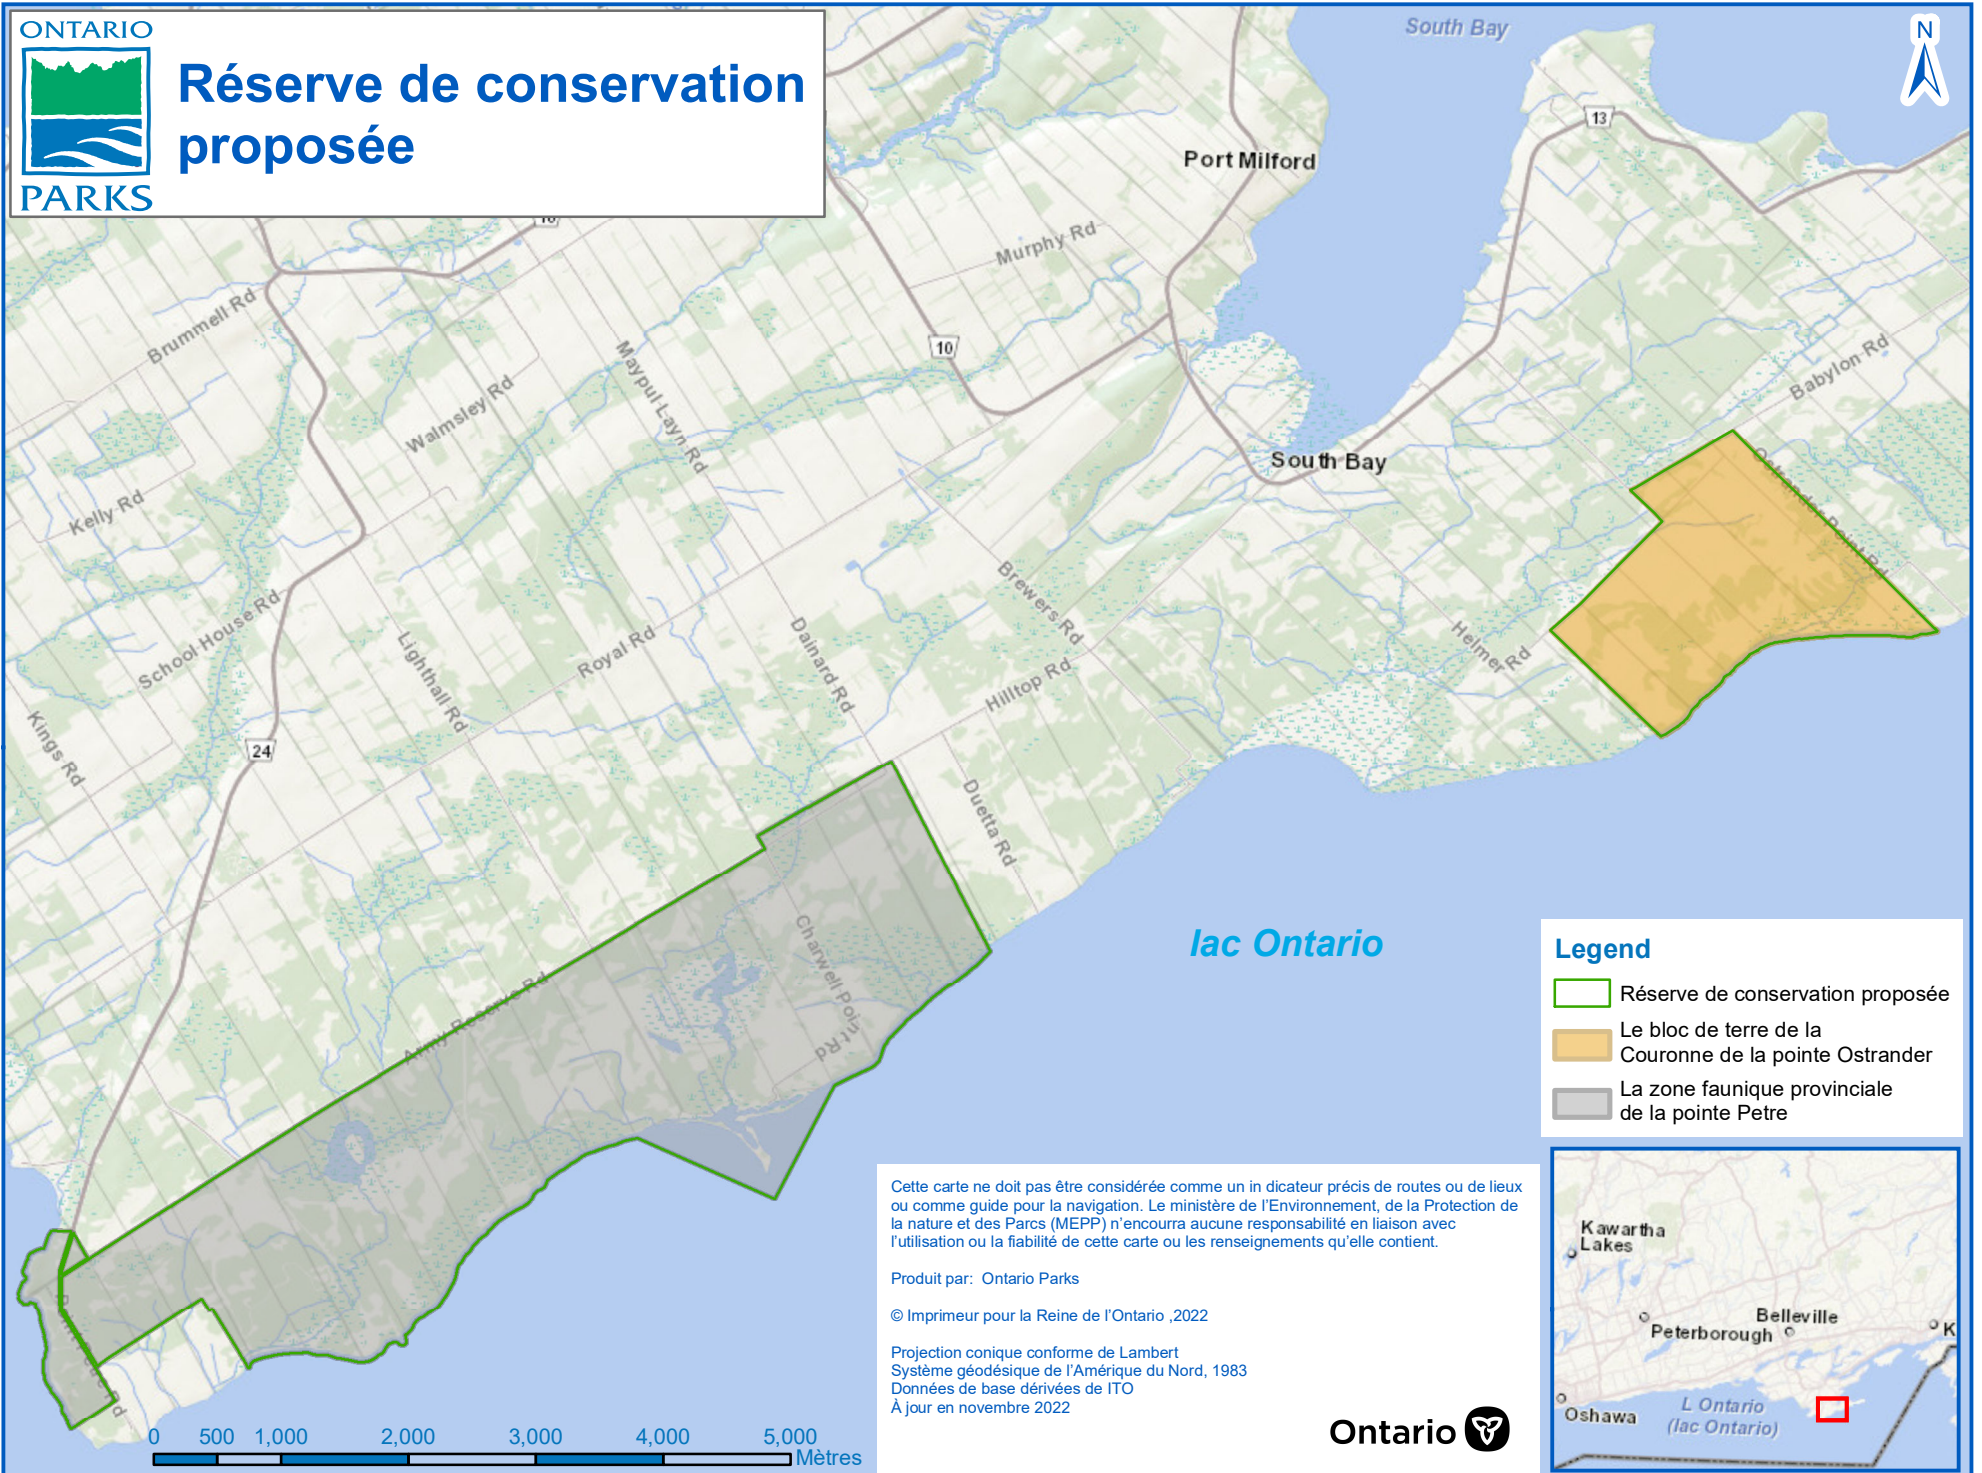 ONTARIO
PARKS
Réserve de conservation
proposée
South Bay
N
13
Port Milford
Murphy Rd
Brummell Rd
10
Maypul Layn Rd
Walmsley Rd
Babylon Rd
South Bay
Ostrander Point Rd
Kelly Rd
Brewers Rd
School House Rd
Lighthall Rd
Royal Rd
Dainard Rd
Helmer Rd
Hilltop Rd
Kings Rd
24
Duetta Rd
Charwell Point Rd
lac Ontario
Army Reserve Rd
Legend
Réserve de conservation proposée
Le bloc de terre de la
Couronne de la pointe Ostrander
La zone faunique provinciale
de la pointe Petre
Cette carte ne doit pas être considérée comme un in dicateur précis de routes ou de lieux
ou comme guide pour la navigation. Le ministère de l'Environnement, de la Protection de
la nature et des Parcs (MEPP) n'encourra aucune responsabilité en liaison avec
l'utilisation ou la fiabilité de cette carte ou les renseignements qu'elle contient.
Produit par: Ontario Parks
© Imprimeur pour la Reine de l'Ontario ,2022
Projection conique conforme de Lambert
Système géodésique de l'Amérique du Nord, 1983
Données de base dérivées de ITO
À jour en novembre 2022
Ontario
Kawartha
Lakes
Belleville
Peterborough
K
Oshawa
L Ontario
(lac Ontario)
0 500 1,000 2,000 3,000 4,000 5,000
Mètres